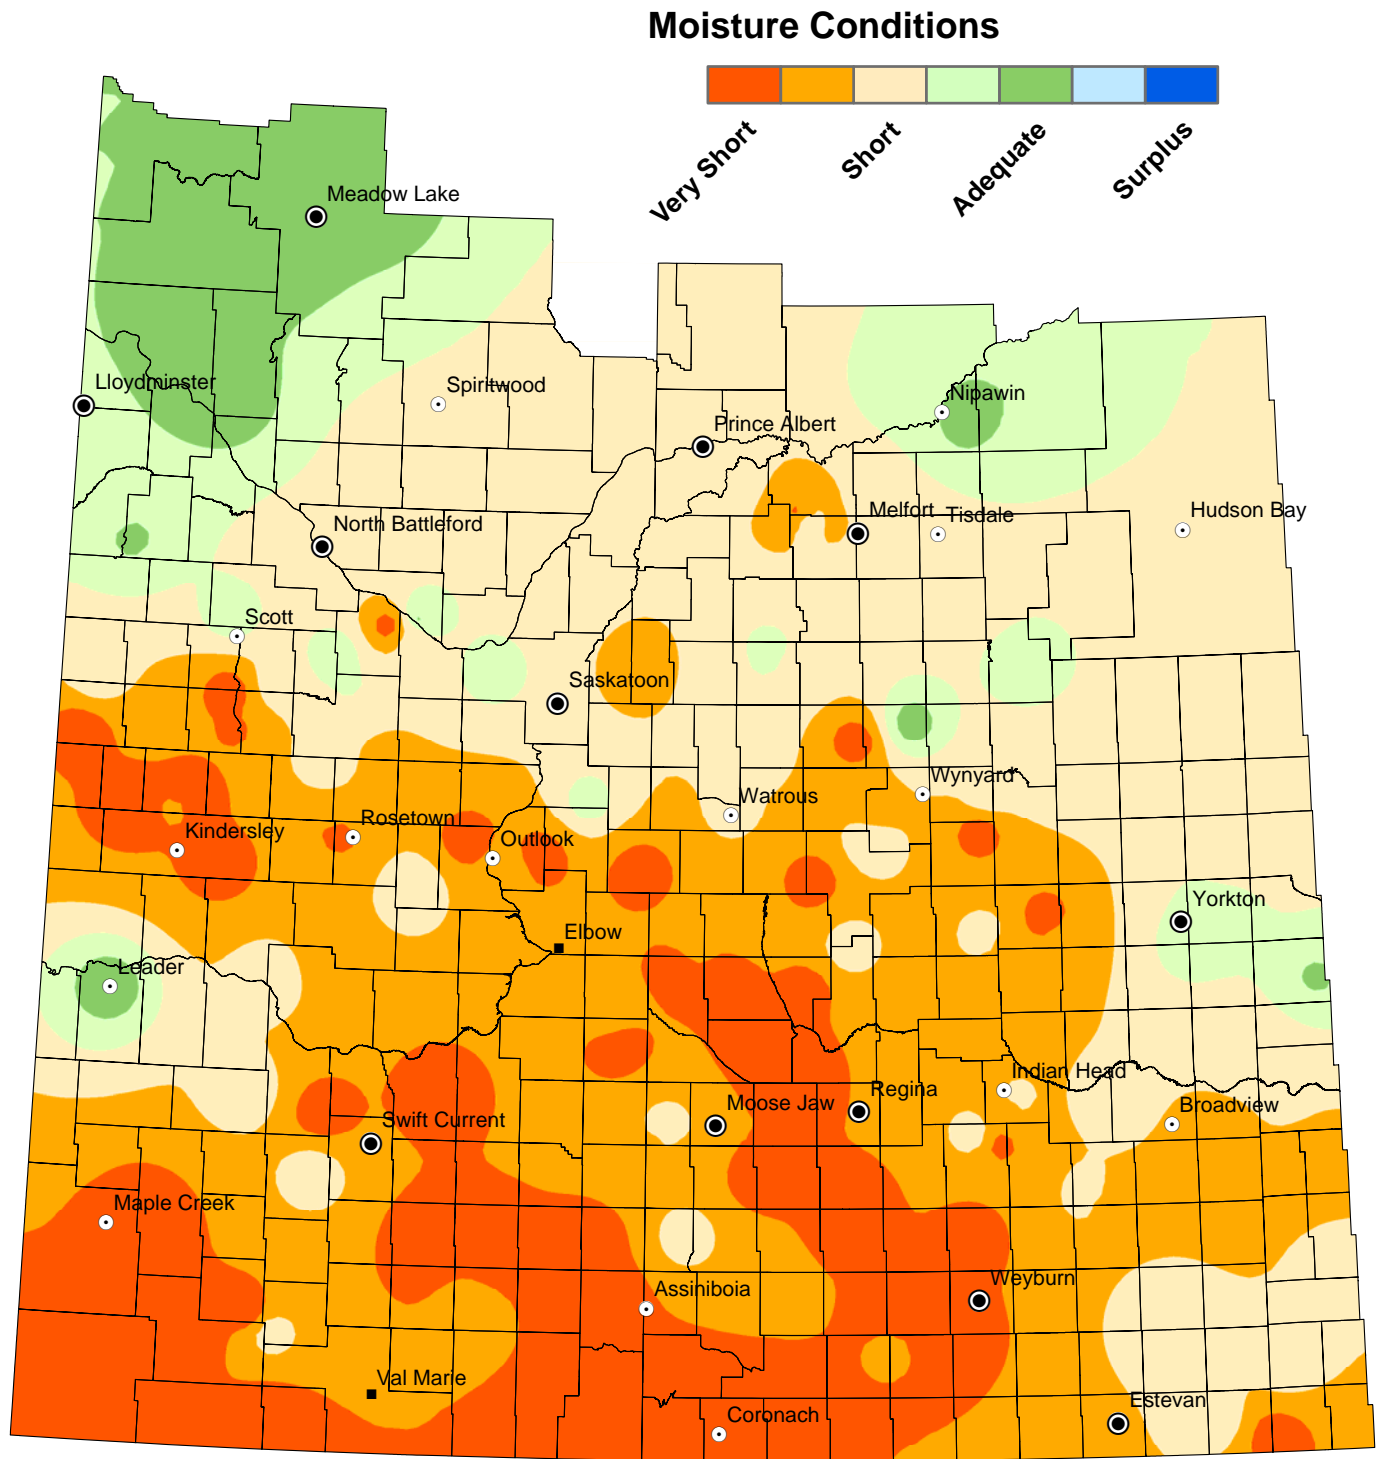 Moisture Conditions
Very Short
Short
Adequate
Surplus
Meadow Lake
Lloydminster
Spiritwood
Nipawin
Prince Albert
North Battleford
Melfort
Tisdale
Hudson Bay
Scott
Saskatoon
Wynyard
Watrous
Rosetown
Kindersley
Outlook
Yorkton
Elbow
Leader
Indian Head
Regina
Moose Jaw
Broadview
Swift Current
Maple Creek
Weyburn
Assiniboia
Val Marie
Estevan
Coronach